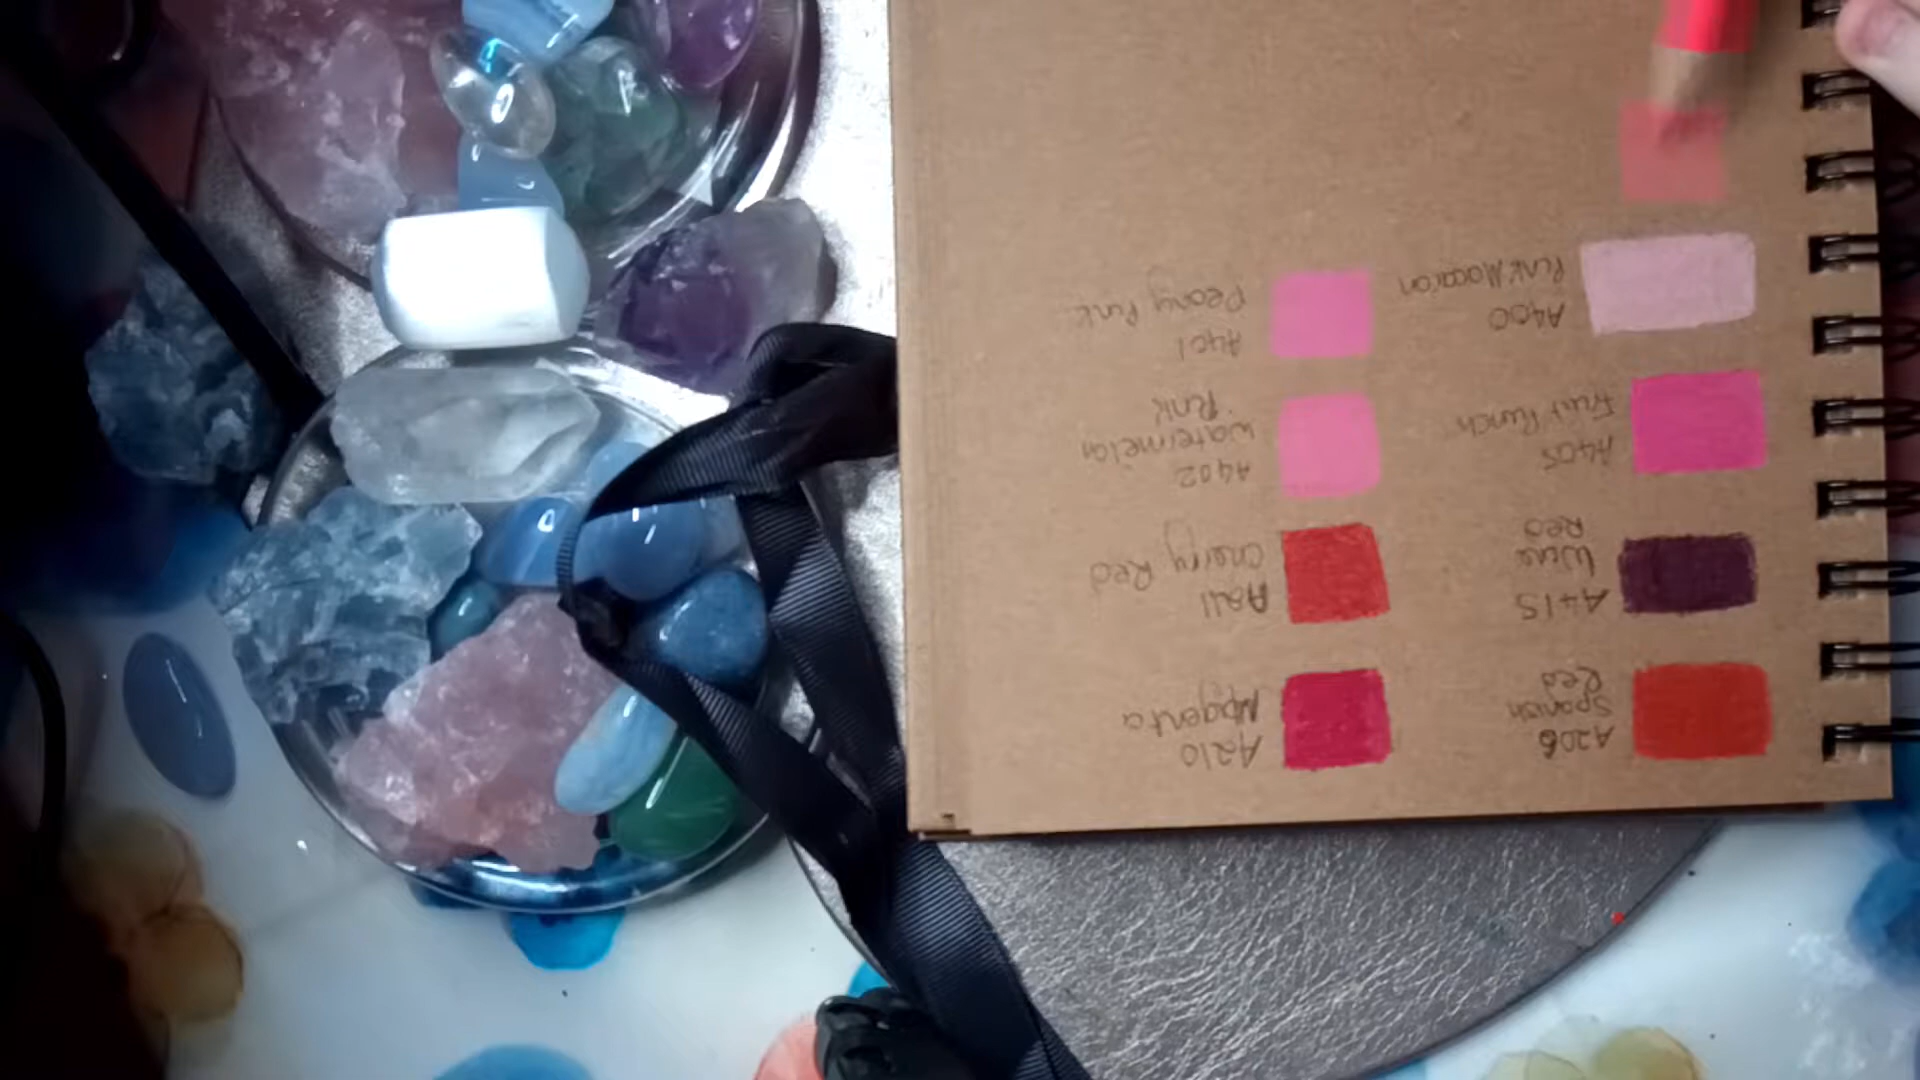 A206
Spanish
Red
A210
Magenta
A415
Wine
Red
A211
Cherry Red
A405
Fruit Punch
A402
Watermelon
Pink
A400
Pink Macaron
A401
Peony Pink